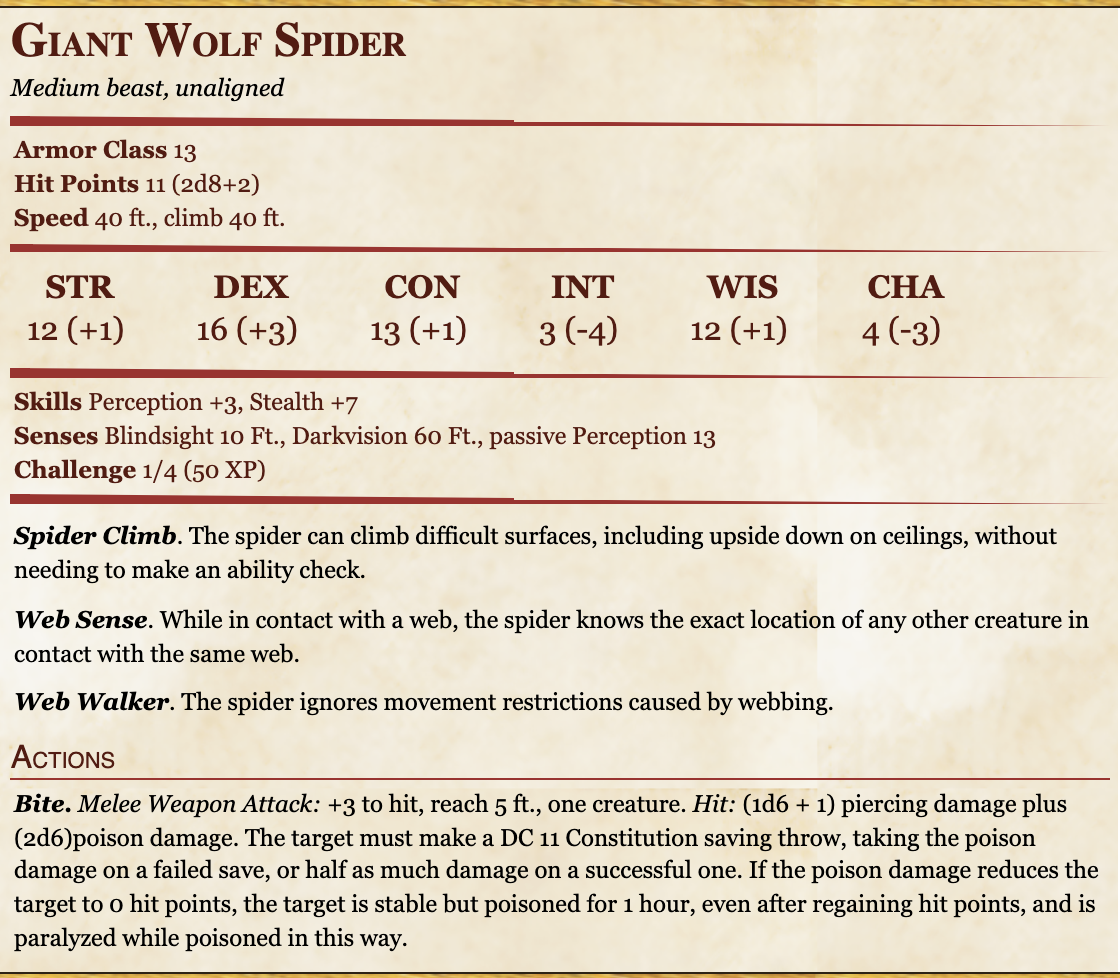 Giant Wolf Spider
Medium beast, unaligned
Armor Class 13
Hit Points 11 (2d8+2)
Speed 40 ft., climb 40 ft.
STR DEX CON INT WIS CHA
12 (+1) 16 (+3) 13 (+1) 3 (-4) 12 (+1) 4 (-3)
Skills Perception +3, Stealth +7
Senses Blindsight 10 Ft., Darkvision 60 Ft., passive Perception 13
Challenge 1/4 (50 XP)
Spider Climb. The spider can climb difficult surfaces, including upside down on ceilings, without
needing to make an ability check.
Web Sense. While in contact with a web, the spider knows the exact location of any other creature in
contact with the same web.
Web Walker. The spider ignores movement restrictions caused by webbing.
Actions
Bite. Melee Weapon Attack: +3 to hit, reach 5 ft., one creature. Hit: (1d6 + 1) piercing damage plus
(2d6)poison damage. The target must make a DC 11 Constitution saving throw, taking the poison
damage on a failed save, or half as much damage on a successful one. If the poison damage reduces the
target to 0 hit points, the target is stable but poisoned for 1 hour, even after regaining hit points, and is
paralyzed while poisoned in this way.